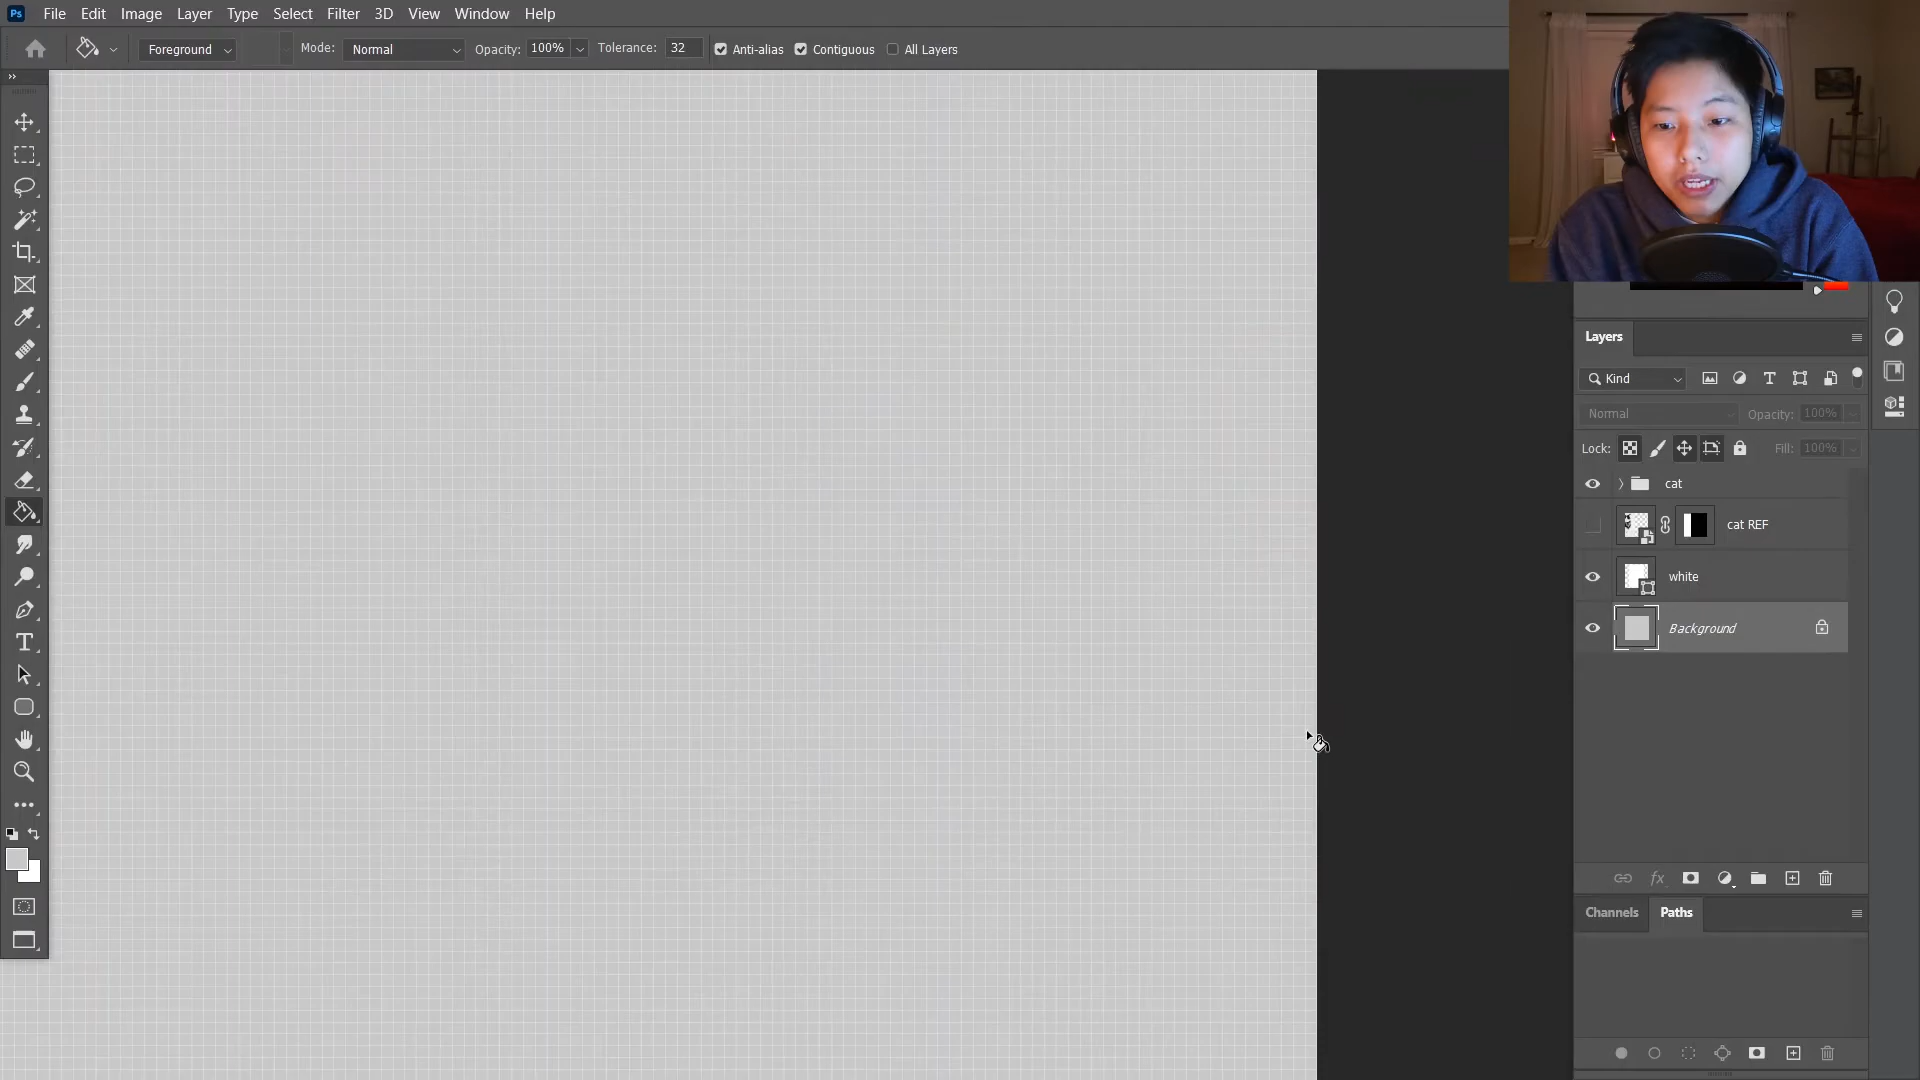 Ps File Edit Image Layer Type Select Filter 3D View Window Help
Foreground Mode: Normal Opacity: 100% Tolerance: 32 Anti-alias Contiguous All Layers
Layers
Kind
Normal Opacity: 100%
Lock: Fill: 100%
cat
cat REF
white
Background
fx
Channels Paths